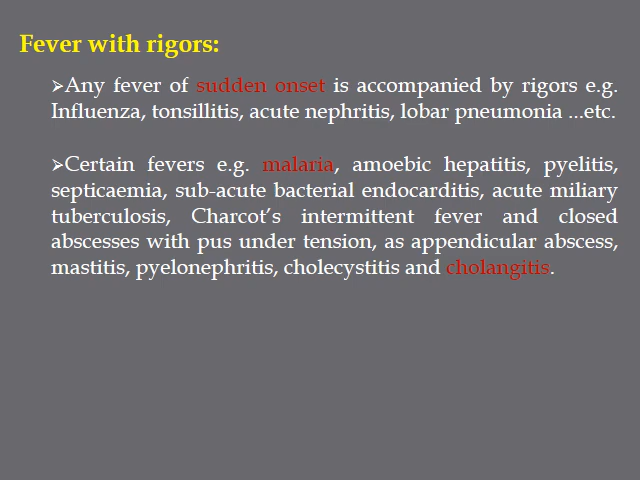 Fever with rigors:
➢Any fever of sudden onset is accompanied by rigors e.g.
Influenza, tonsillitis, acute nephritis, lobar pneumonia ...etc.
➢Certain fevers e.g. malaria, amoebic hepatitis, pyelitis,
septicaemia, sub-acute bacterial endocarditis, acute miliary
tuberculosis, Charcot’s intermittent fever and closed
abscesses with pus under tension, as appendicular abscess,
mastitis, pyelonephritis, cholecystitis and cholangitis.